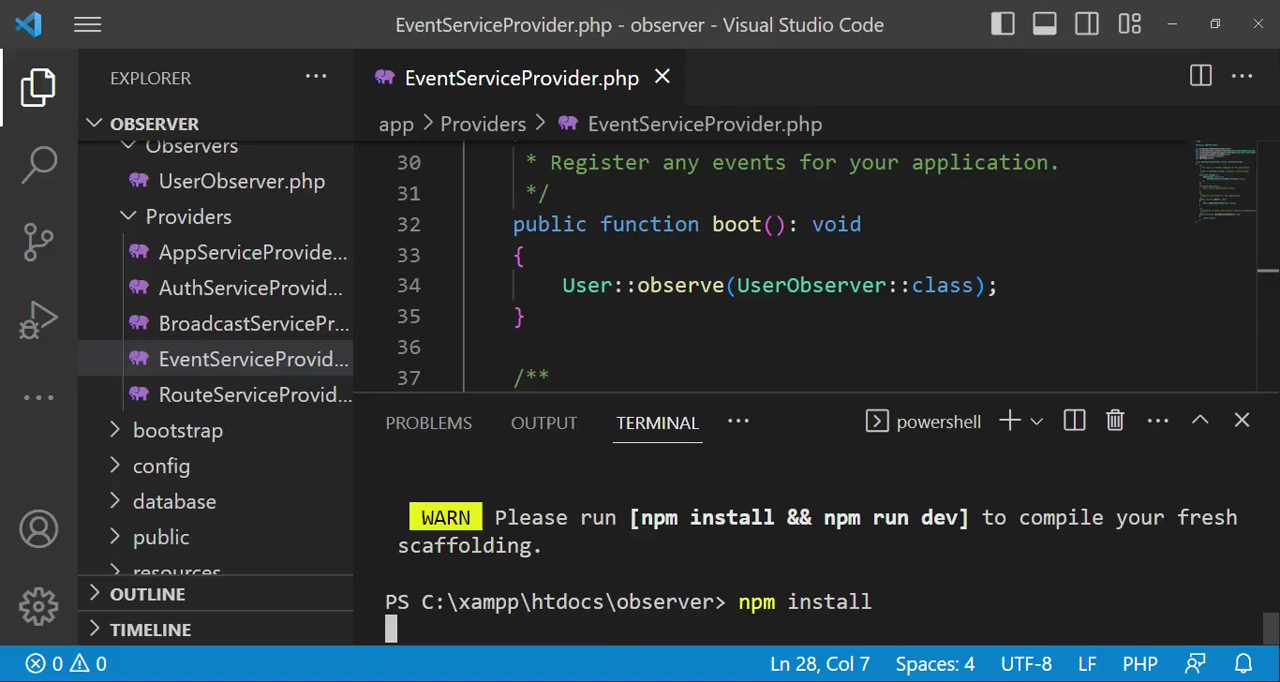 EventServiceProvider.php - observer - Visual Studio Code
EXPLORER
OBSERVER
Observers
UserObserver.php
Providers
AppServiceProvide...
AuthServiceProvid...
BroadcastServicePr...
EventServiceProvid...
RouteServiceProvid...
bootstrap
config
database
public
resources
OUTLINE
TIMELINE
EventServiceProvider.php
app > Providers > EventServiceProvider.php
30 * Register any events for your application.
31 */
32 public function boot(): void
33 {
34 User::observe(UserObserver::class);
35 }
36
37 /**
PROBLEMS OUTPUT TERMINAL ... powershell
WARN Please run [npm install && npm run dev] to compile your fresh
scaffolding.
PS C:\xampp\htdocs\observer> npm install
0 0 Ln 28, Col 7 Spaces: 4 UTF-8 LF PHP